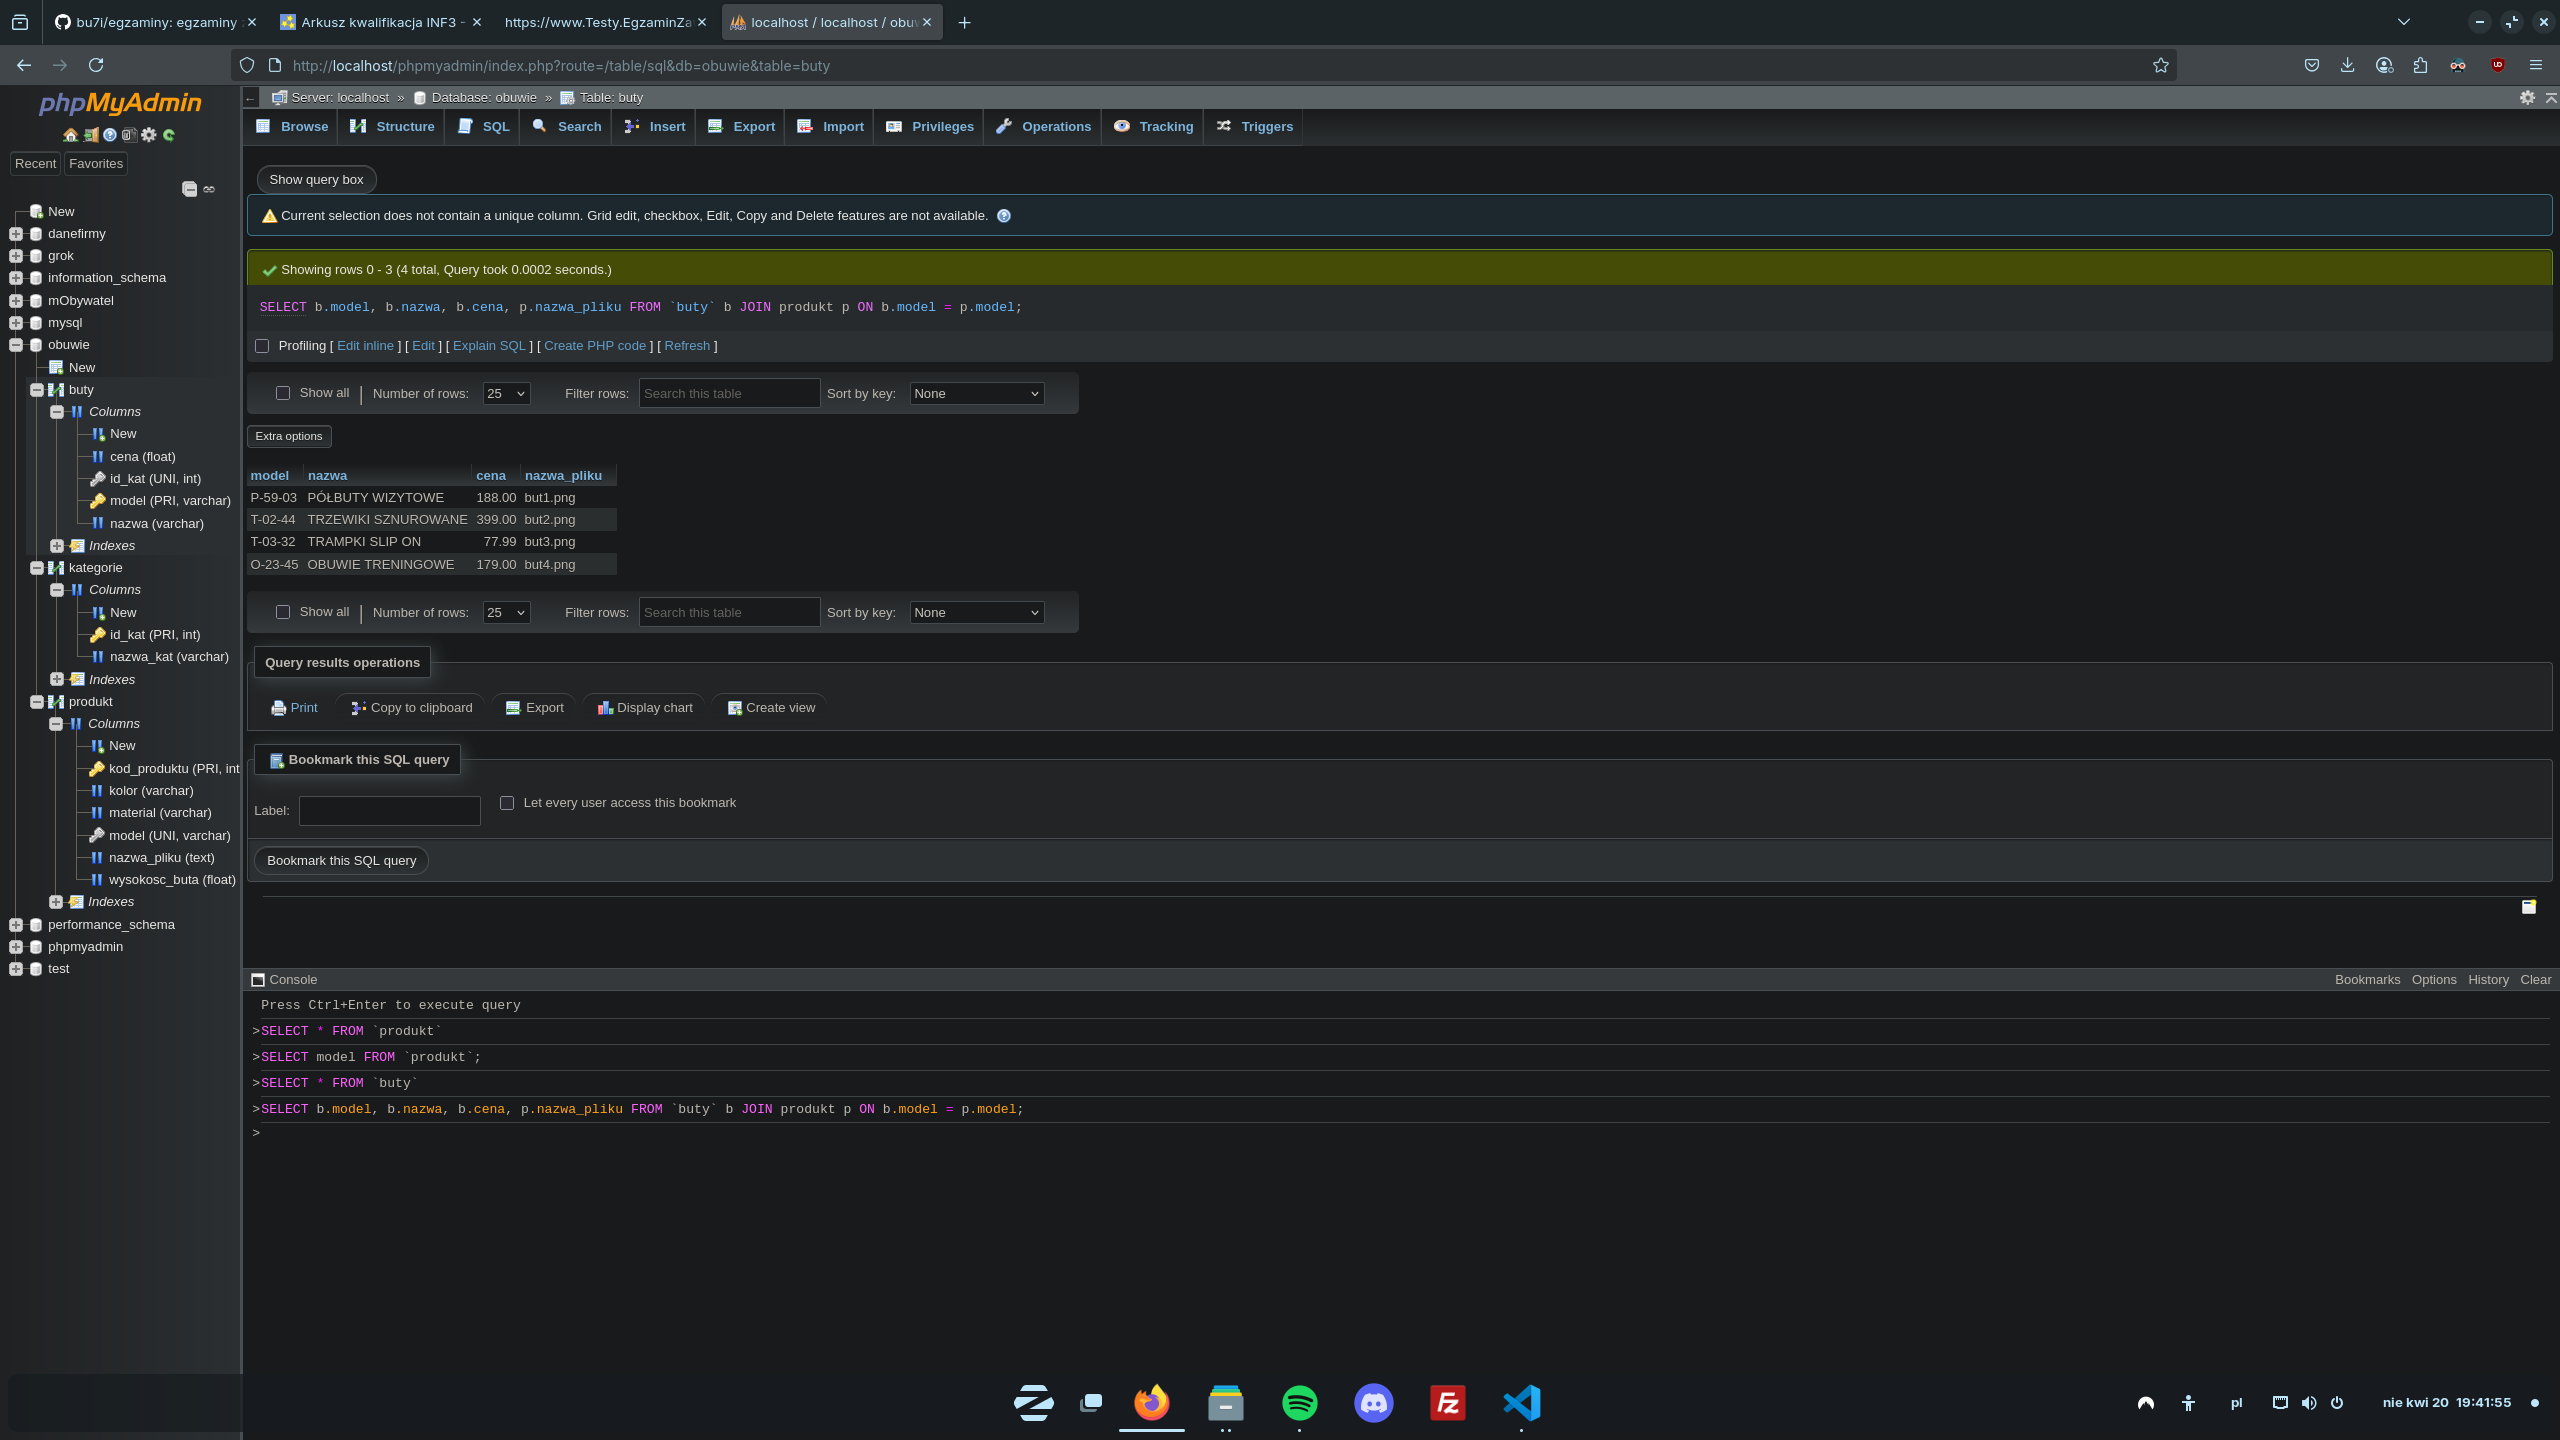 bu7i/egzaminy: egzaminy
Arkusz kwalifikacja INF3 -
https://www.Testy.EgzaminZa
localhost / localhost / obuw
http://localhost/phpmyadmin/index.php?route=/table/sql&db=obuwie&table=buty
phpMyAdmin
Recent Favorites
New
danefirmy
grok
information_schema
mObywatel
mysql
obuwie
New
buty
Columns
New
cena (float)
id_kat (UNI, int)
model (PRI, varchar)
nazwa (varchar)
Indexes
kategorie
Columns
New
id_kat (PRI, int)
nazwa_kat (varchar)
Indexes
produkt
Columns
New
kod_produktu (PRI, int
kolor (varchar)
material (varchar)
model (UNI, varchar)
nazwa_pliku (text)
wysokosc_buta (float)
Indexes
performance_schema
phpmyadmin
test
Server: localhost » Database: obuwie » Table: buty
Browse Structure SQL Search Insert Export Import Privileges Operations Tracking Triggers
Show query box
Current selection does not contain a unique column. Grid edit, checkbox, Edit, Copy and Delete features are not available.
Showing rows 0 - 3 (4 total, Query took 0.0002 seconds.)
SELECT b.model, b.nazwa, b.cena, p.nazwa_pliku FROM `buty` b JOIN produkt p ON b.model = p.model;
Profiling [ Edit inline ] [ Edit ] [ Explain SQL ] [ Create PHP code ] [ Refresh ]
Show all | Number of rows: 25 Filter rows: Search this table Sort by key: None
Extra options
model nazwa cena nazwa_pliku
P-59-03 PÓŁBUTY WIZYTOWE 188.00 but1.png
T-02-44 TRZEWIKI SZNUROWANE 399.00 but2.png
T-03-32 TRAMPKI SLIP ON 77.99 but3.png
O-23-45 OBUWIE TRENINGOWE 179.00 but4.png
Show all | Number of rows: 25 Filter rows: Search this table Sort by key: None
Query results operations
Print Copy to clipboard Export Display chart Create view
Bookmark this SQL query
Label: Let every user access this bookmark
Bookmark this SQL query
Console Bookmarks Options History Clear
Press Ctrl+Enter to execute query
>SELECT * FROM `produkt`
>SELECT model FROM `produkt`;
>SELECT * FROM `buty`
>SELECT b.model, b.nazwa, b.cena, p.nazwa_pliku FROM `buty` b JOIN produkt p ON b.model = p.model;
>
pl nie kwi 20 19:41:55